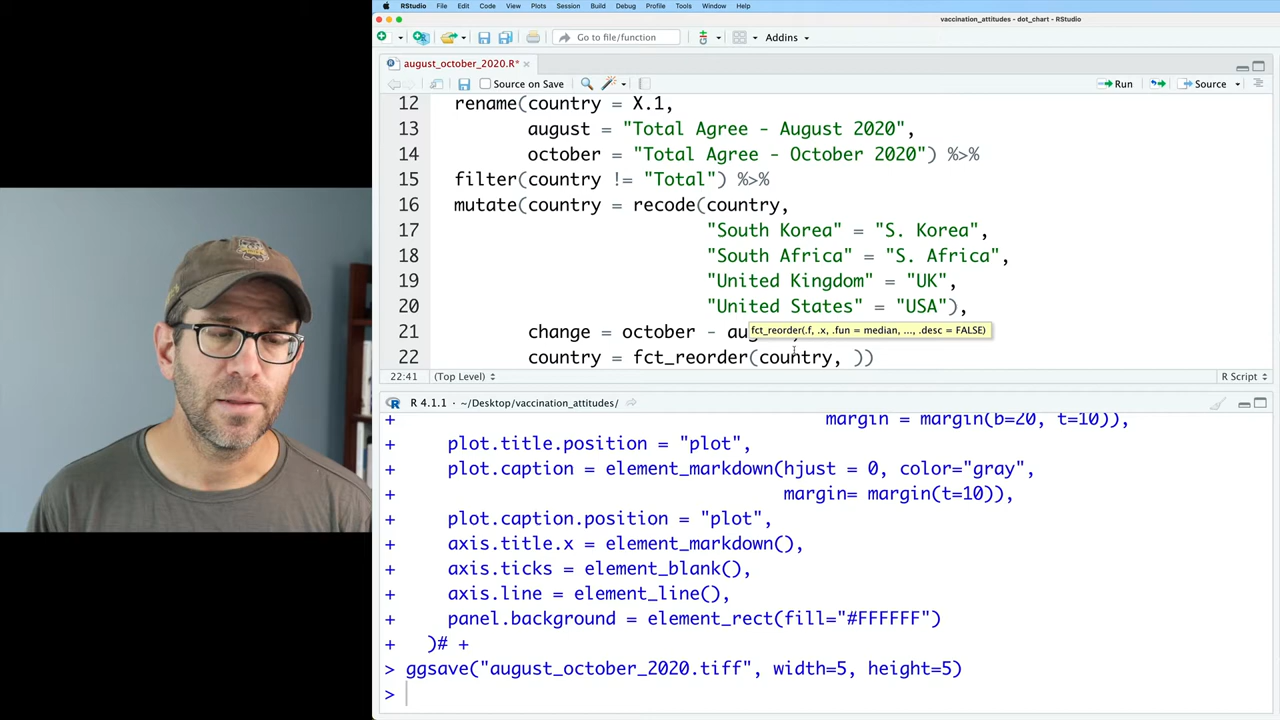 RStudio File Edit Code View Plots Session Build Debug Profile Tools Window Help
vaccination_attitudes - dot_chart - RStudio
Go to file/function Addins
august_october_2020.R*
Source on Save Run Source
12 rename(country = X.1,
13 august = "Total Agree - August 2020",
14 october = "Total Agree - October 2020") %>%
15 filter(country != "Total") %>%
16 mutate(country = recode(country,
17 "South Korea" = "S. Korea",
18 "South Africa" = "S. Africa",
19 "United Kingdom" = "UK",
20 "United States" = "USA"),
fct_reorder(.f, .x, .fun = median, ..., .desc = FALSE)
21 change = october - aug
22 country = fct_reorder(country, ))
22:41 (Top Level) R Script
R 4.1.1 · ~/Desktop/vaccination_attitudes/
+ margin = margin(b=20, t=10)),
+ plot.title.position = "plot",
+ plot.caption = element_markdown(hjust = 0, color="gray",
+ margin= margin(t=10)),
+ plot.caption.position = "plot",
+ axis.title.x = element_markdown(),
+ axis.ticks = element_blank(),
+ axis.line = element_line(),
+ panel.background = element_rect(fill="#FFFFFF")
+ )# +
> ggsave("august_october_2020.tiff", width=5, height=5)
>